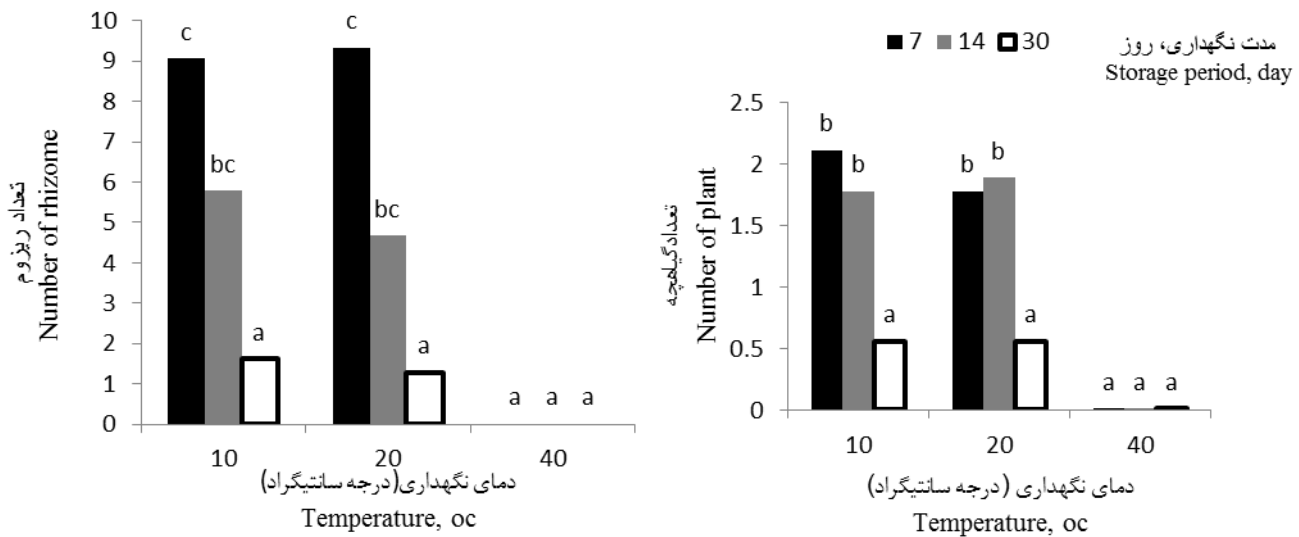 10
9
8
7
6
5
4
3
2
1
0
تعداد ریزوم
Number of rhizome
c
bc
a
c
bc
a
a a a
10 20 40
دمای نگهداری(درجه سانتیگراد)
Temperature, oc
7 14 30
مدت نگهداری، روز
Storage period, day
2.5
2
1.5
1
0.5
0
تعدادگیاهچه
Number of plant
b
b
a
b
b
a
a a a
10 20 40
دمای نگهداری (درجه سانتیگراد)
Temperature, oc